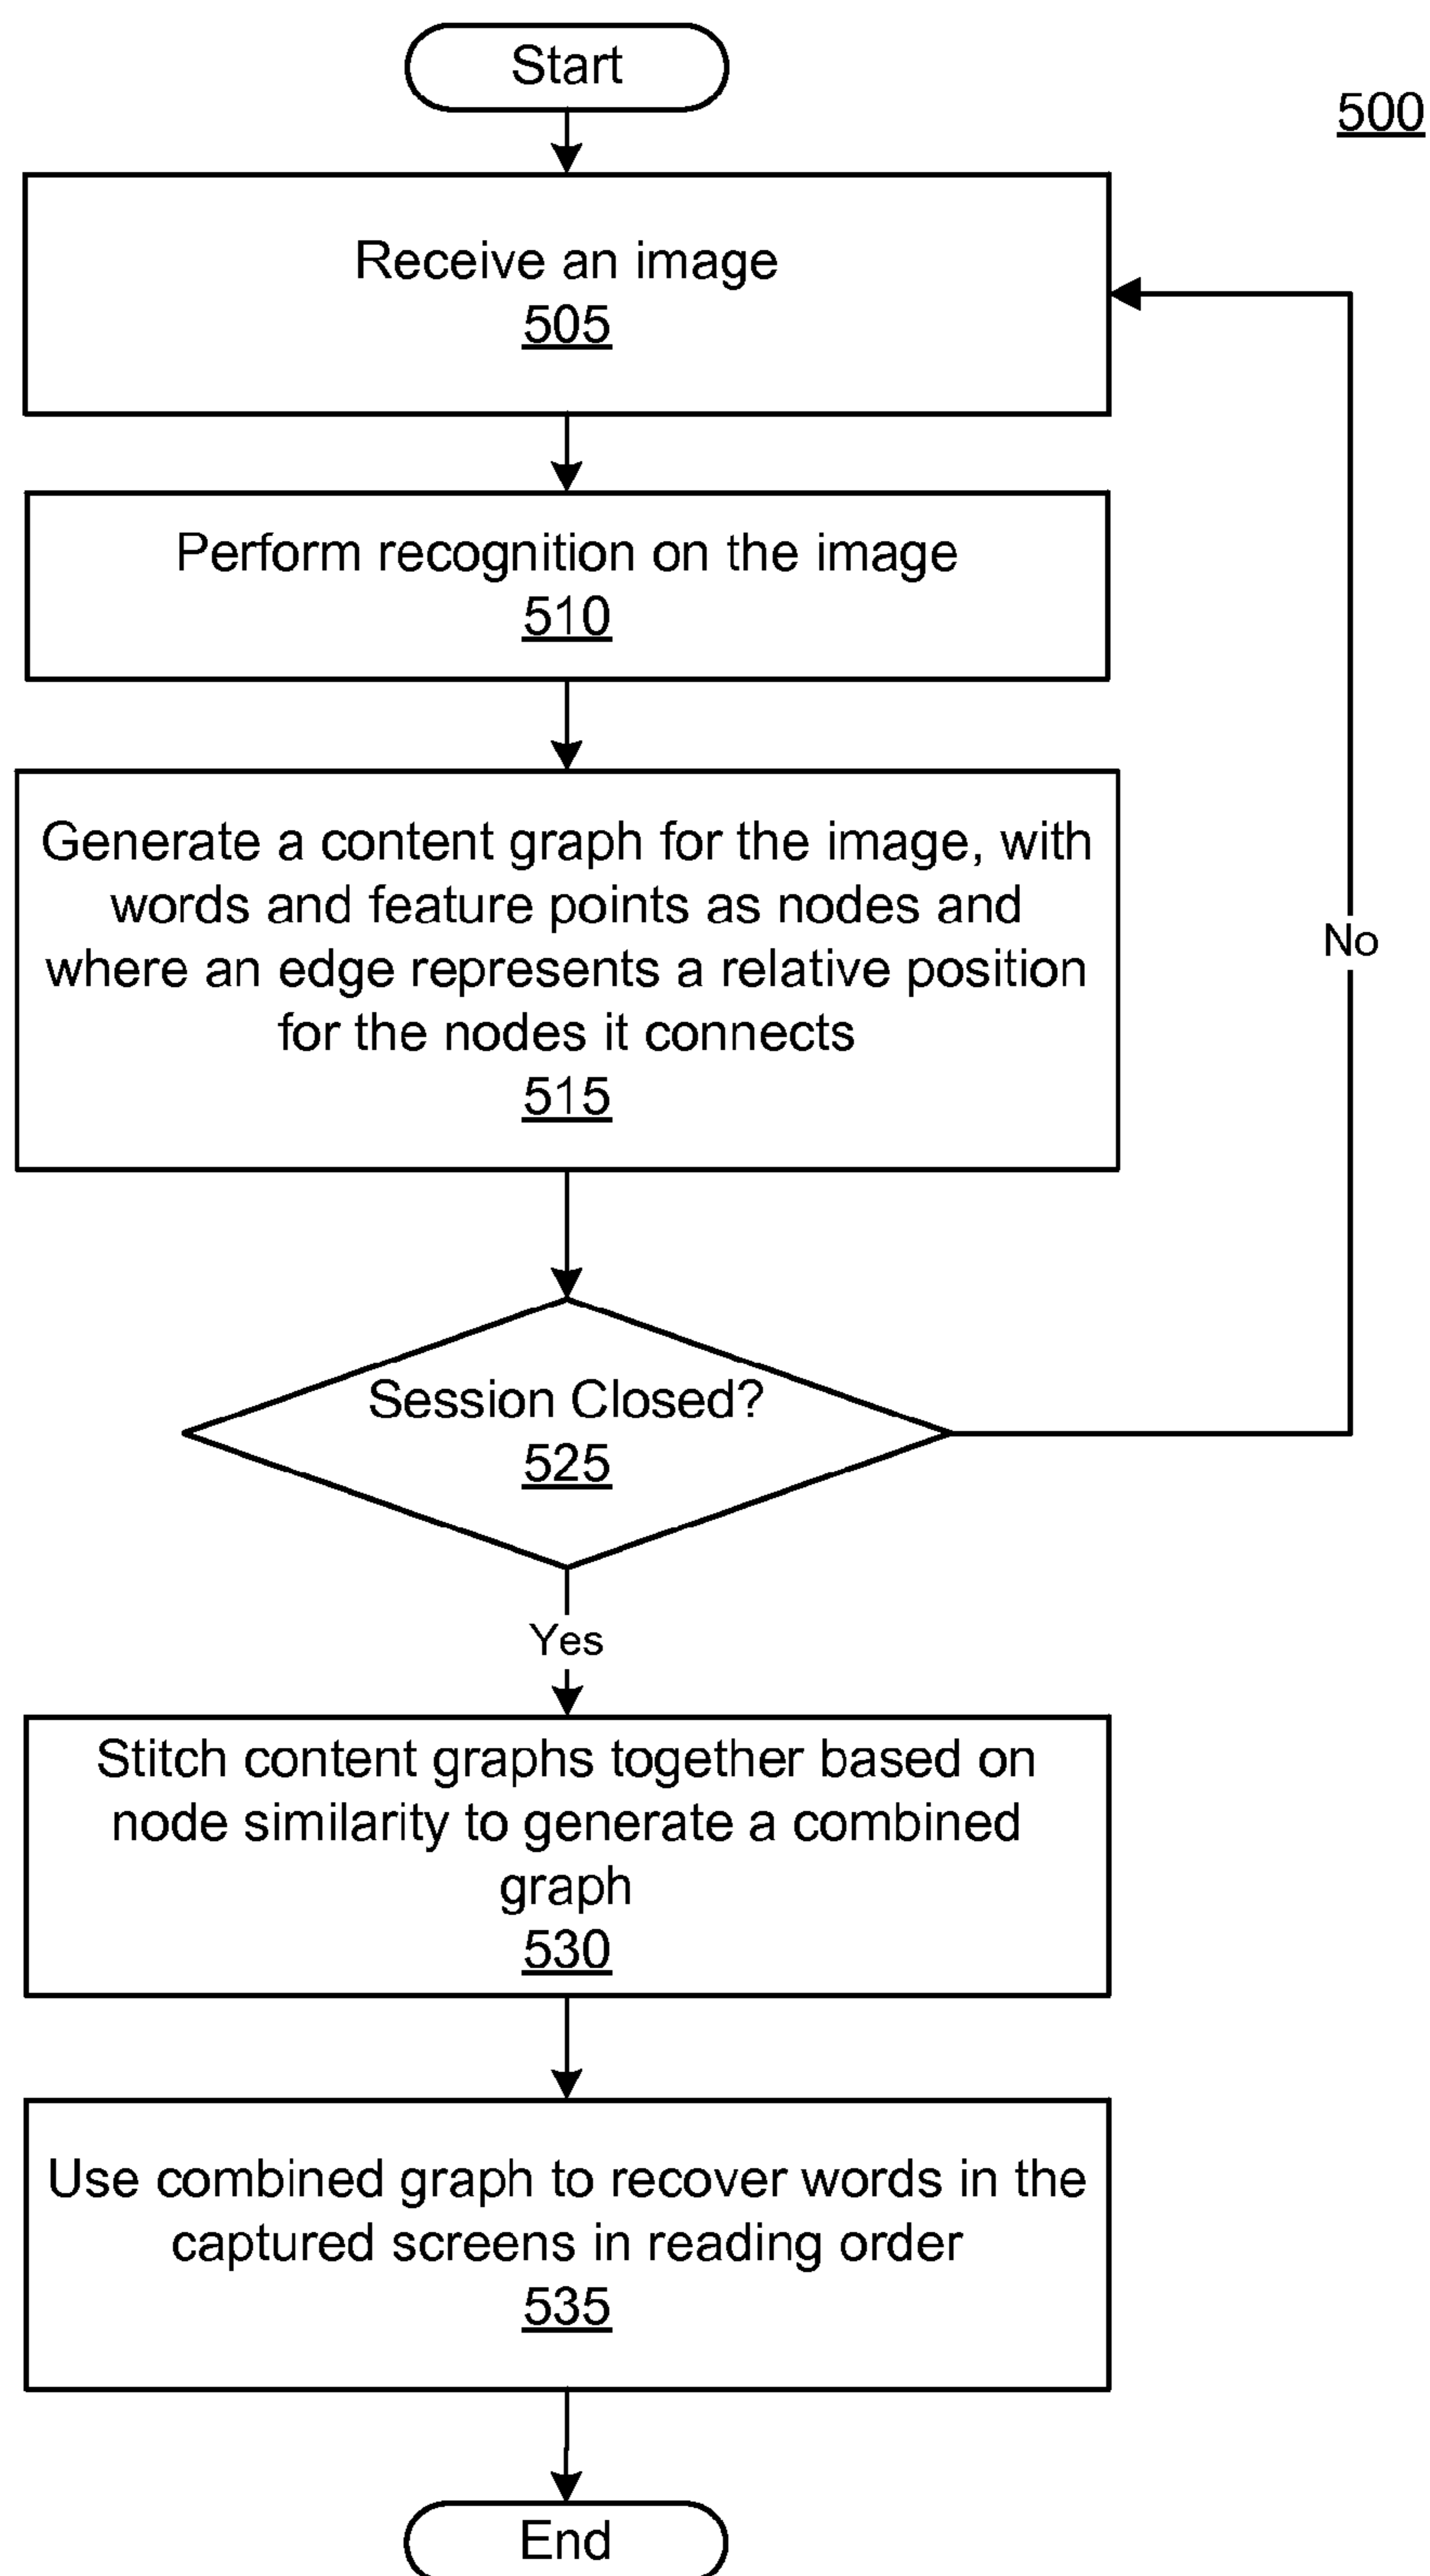 Start
500
Receive an image
505
Perform recognition on the image
510
Generate a content graph for the image, with
words and feature points as nodes and
where an edge represents a relative position
for the nodes it connects
515
Session Closed?
525
No
Yes
Stitch content graphs together based on
node similarity to generate a combined
graph
530
Use combined graph to recover words in the
captured screens in reading order
535
End